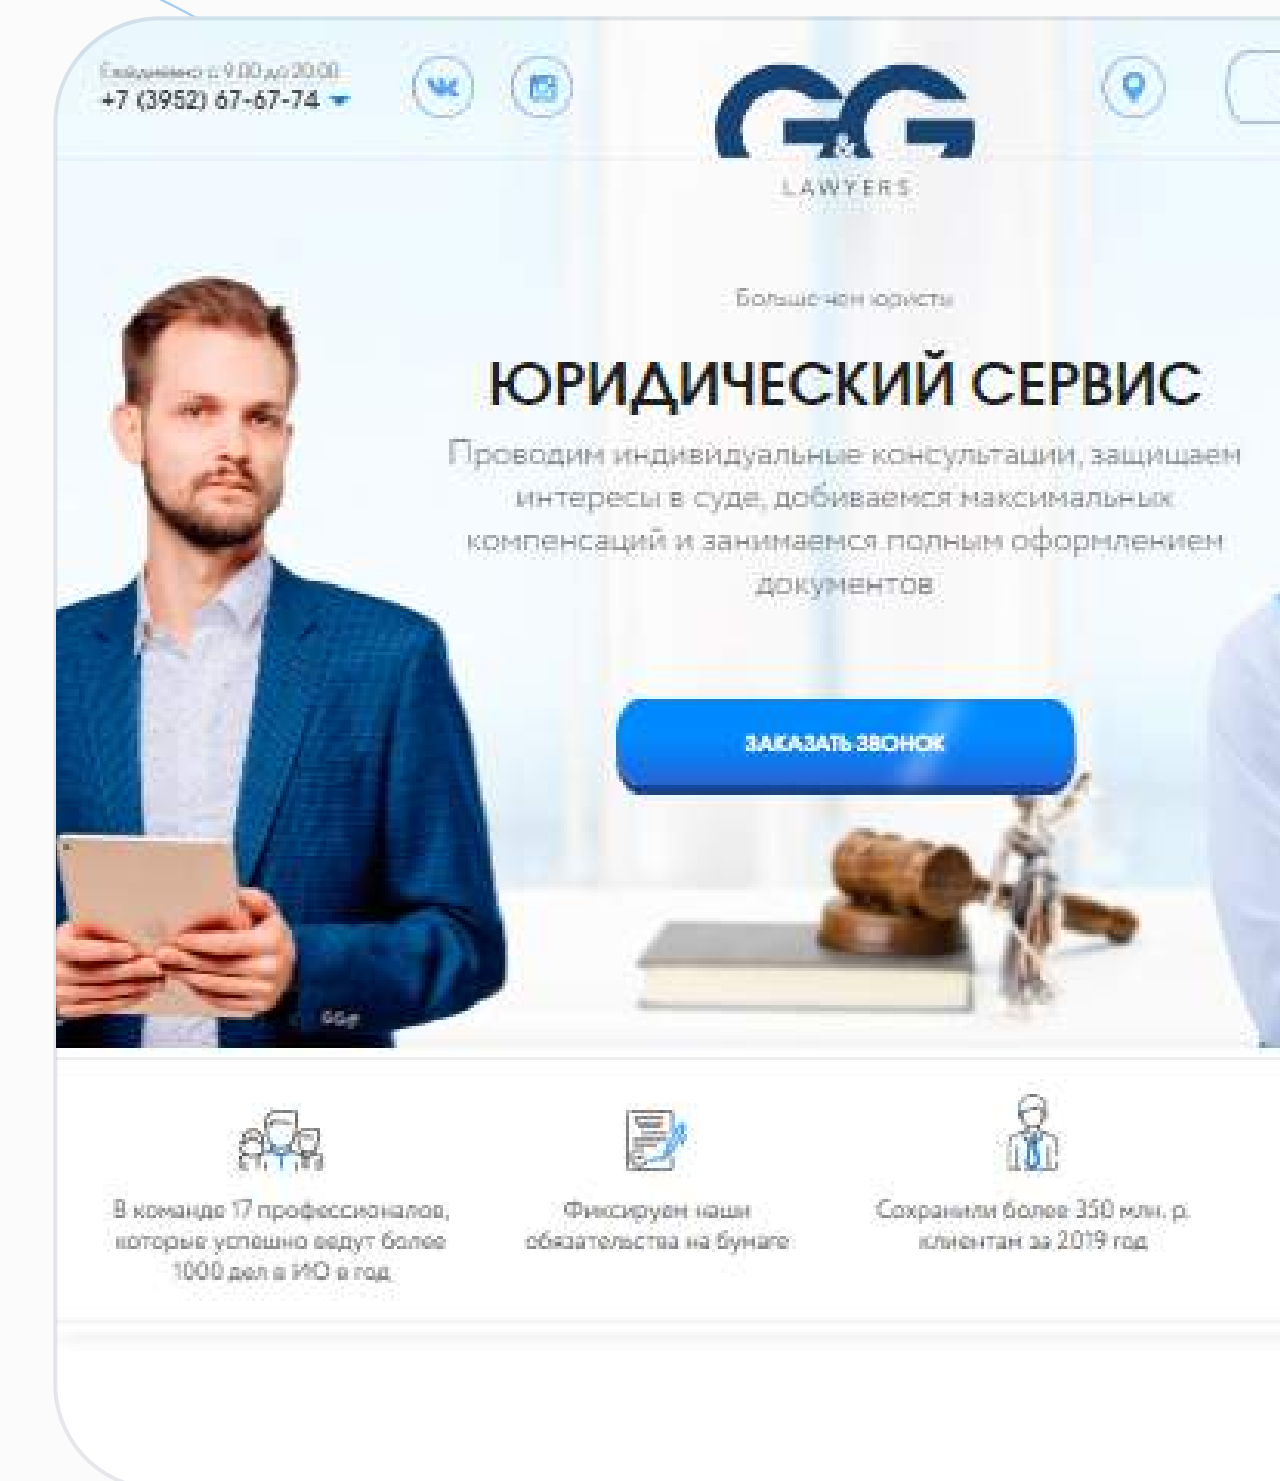 Ежедневно с 9.00 до 20.00
+7 (3952) 67-67-74
G&G
LAWYERS
Больше чем юристы
ЮРИДИЧЕСКИЙ СЕРВИС
Проводим индивидуальные консультации, защищаем
интересы в суде, добиваемся максимальных
компенсаций и занимаемся полным оформлением
документов
ЗАКАЗАТЬ ЗВОНОК
В команде 17 профессионалов,
которые успешно ведут более
1000 дел в ИО в год
Фиксируем наши
обязательства на бумаге
Сохранили более 350 млн. р.
клиентам за 2019 год